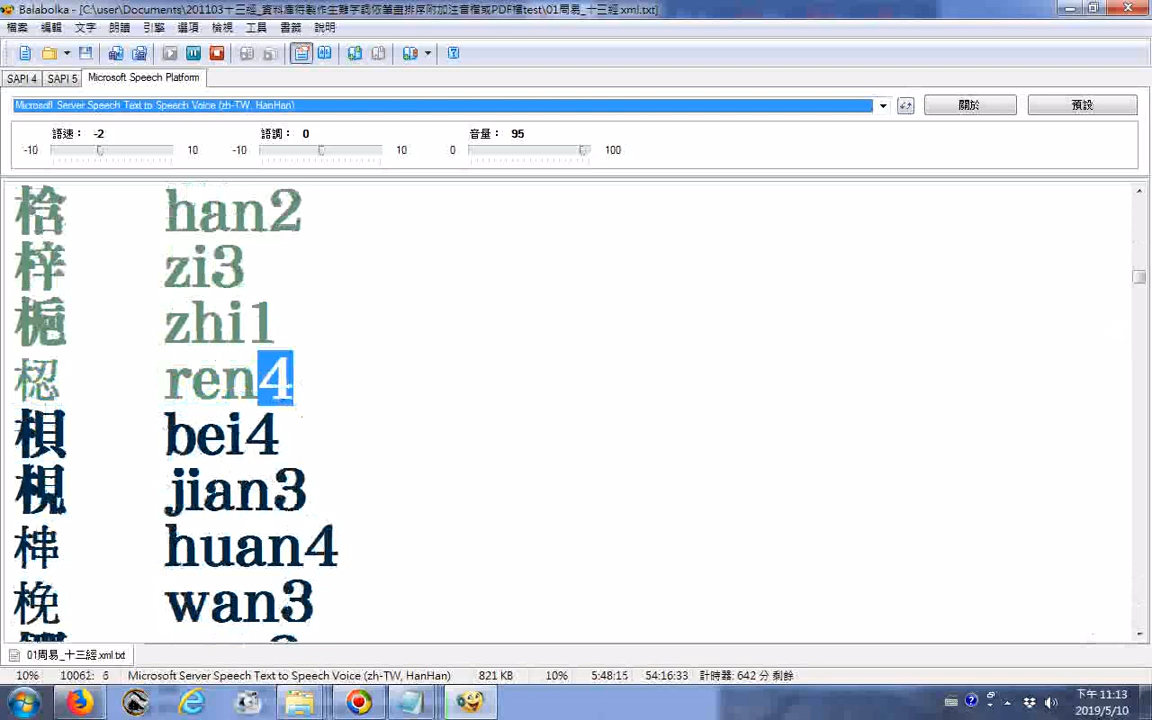 Balabolka - [C:\user\Documents\201103十三經_資料庫待製作生難字詞依筆畫排序附加注音檔或PDF檔test\01周易_十三經.xml.txt]
檔案 編輯 文字 朗讀 引擎 選項 檢視 工具 書籤 說明
SAPI 4 SAPI 5 Microsoft Speech Platform
Microsoft Server Speech Text to Speech Voice (zh-TW, HanHan) 關於 預設
語速： -2 語調： 0 音量： 95
-10 10 -10 10 0 100
han2
梓 zi3
梔 zhi1
梕 ren4
梖 bei4
梘 jian3
槵 huan4
梚 wan3
01周易_十三經.xml.txt
10% 10062: 6 Microsoft Server Speech Text to Speech Voice (zh-TW, HanHan) 821 KB 10% 5:48:15 54:16:33 計時器: 642 分 剩餘
下午 11:13
2019/5/10